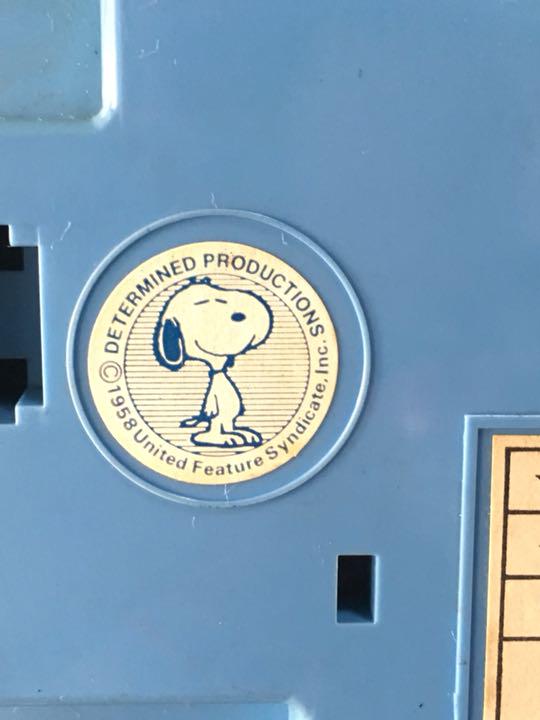 DETERMINED PRODUCTIONS
©1958 United Feature Syndicate, Inc.